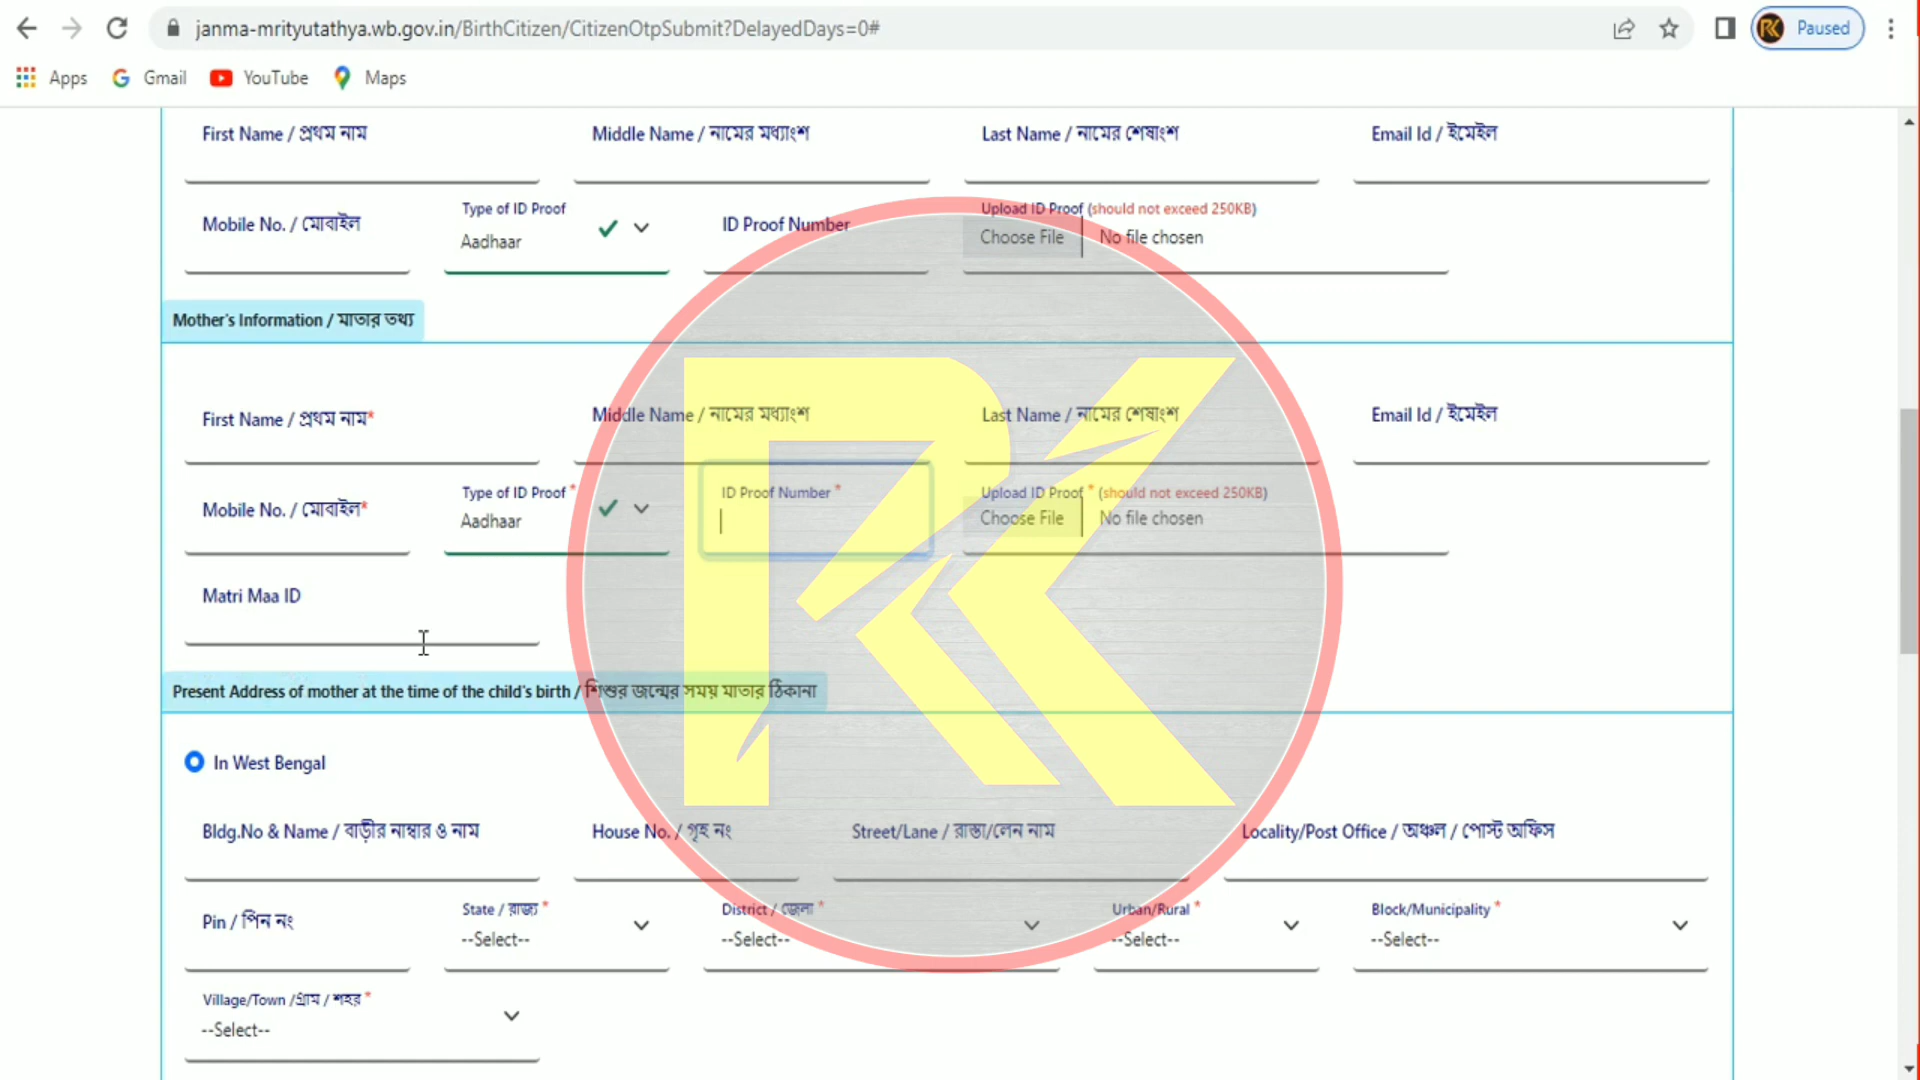 janma-mrityutathya.wb.gov.in/BirthCitizen/CitizenOtpSubmit?DelayedDays=0#
RK Paused
Apps Gmail YouTube Maps
First Name / প্রথম নাম Middle Name / নামের মধ্যাংশ Last Name / নামের শেষাংশ Email Id / ইমেইল
Type of ID Proof Upload ID Proof (should not exceed 250KB)
Mobile No. / মোবাইল Aadhaar ID Proof Number Choose File No file chosen
Mother's Information / মাতার তথ্য
First Name / প্রথম নাম* Middle Name / নামের মধ্যাংশ Last Name / নামের শেষাংশ Email Id / ইমেইল
Type of ID Proof * ID Proof Number * Upload ID Proof * (should not exceed 250KB)
Mobile No. / মোবাইল* Aadhaar Choose File No file chosen
Matri Maa ID
RK
Present Address of mother at the time of the child's birth / শিশুর জন্মের সময় মাতার ঠিকানা
In West Bengal
Bldg.No & Name / বাড়ীর নাম্বার ও নাম House No. / গৃহ নং Street/Lane / রাস্তা/লেন নাম Locality/Post Office / অঞ্চল / পোস্ট অফিস
State / রাজ্য * District / জেলা * Urban/Rural * Block/Municipality *
Pin / পিন নং --Select-- --Select-- --Select-- --Select--
Village/Town /গ্রাম / শহর *
--Select--